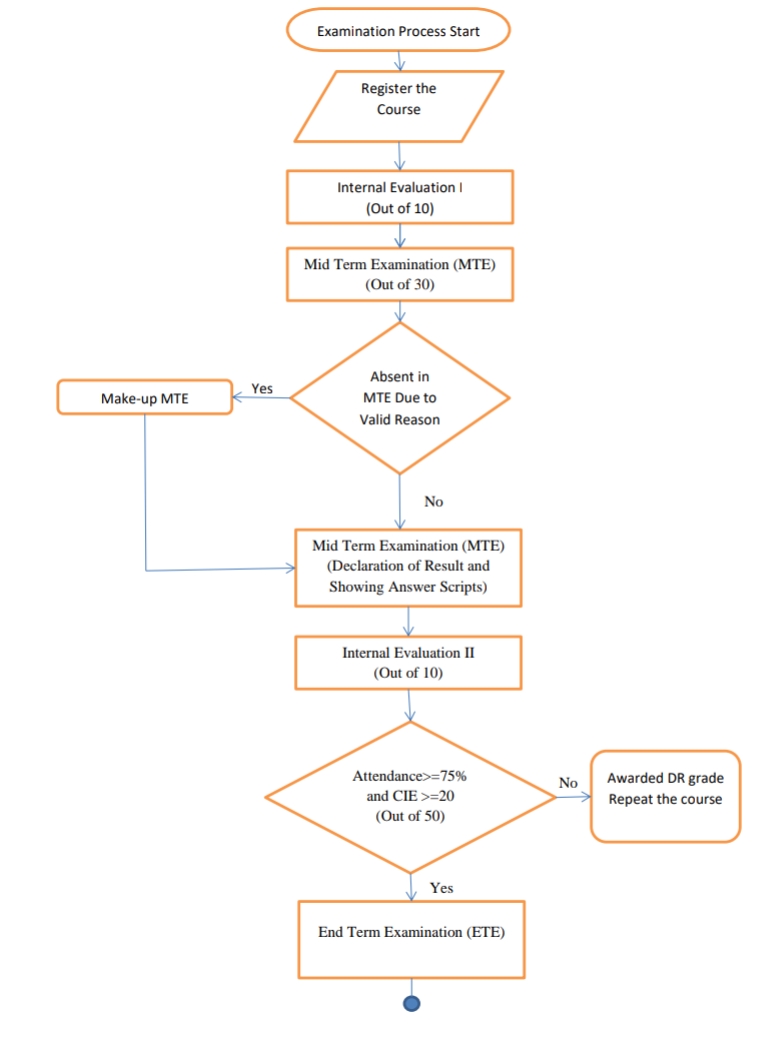 Examination Process Start
Register the
Course
Internal Evaluation I
(Out of 10)
Mid Term Examination (MTE)
(Out of 30)
Absent in
MTE Due to
Valid Reason
Yes
Make-up MTE
No
Mid Term Examination (MTE)
(Declaration of Result and
Showing Answer Scripts)
Internal Evaluation II
(Out of 10)
Attendance>=75%
and CIE >=20
(Out of 50)
No
Awarded DR grade
Repeat the course
Yes
End Term Examination (ETE)